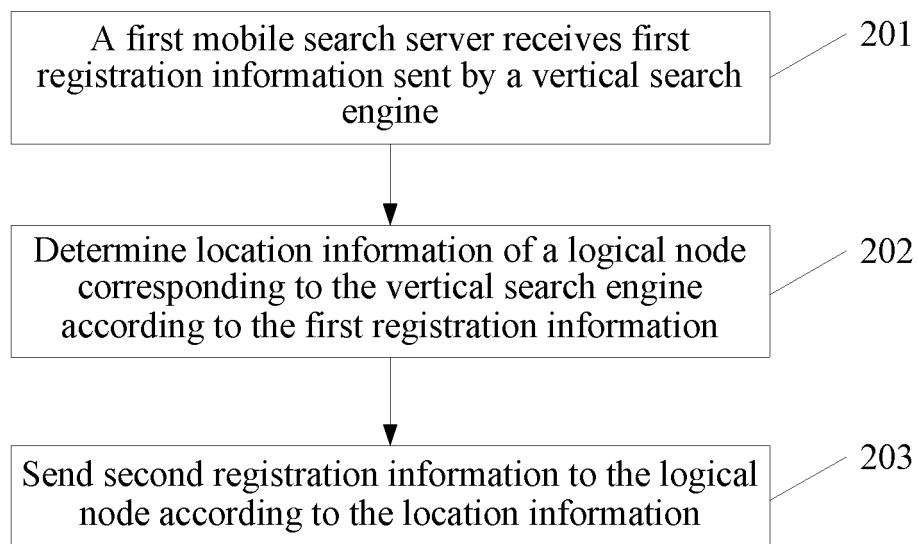 A first mobile search server receives first
registration information sent by a vertical search
engine
201
Determine location information of a logical node
corresponding to the vertical search engine
according to the first registration information
202
Send second registration information to the logical
node according to the location information
203